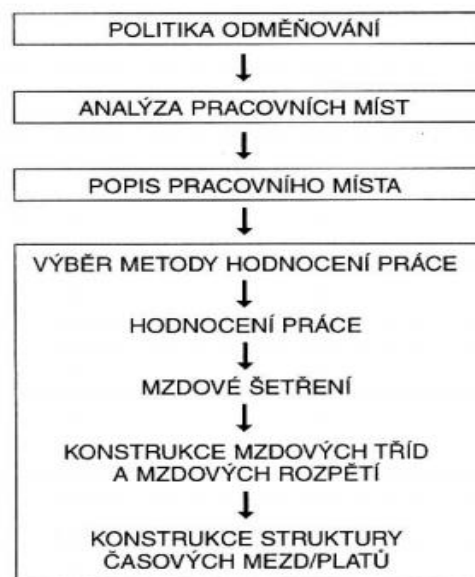 POLITIKA ODMĚŇOVÁNÍ
ANALÝZA PRACOVNÍCH MÍST
POPIS PRACOVNÍHO MÍSTA
VÝBĚR METODY HODNOCENÍ PRÁCE
HODNOCENÍ PRÁCE
MZDOVÉ ŠETŘENÍ
KONSTRUKCE MZDOVÝCH TŘÍD
A MZDOVÝCH ROZPĚTÍ
KONSTRUKCE STRUKTURY
ČASOVÝCH MEZD/PLATŮ